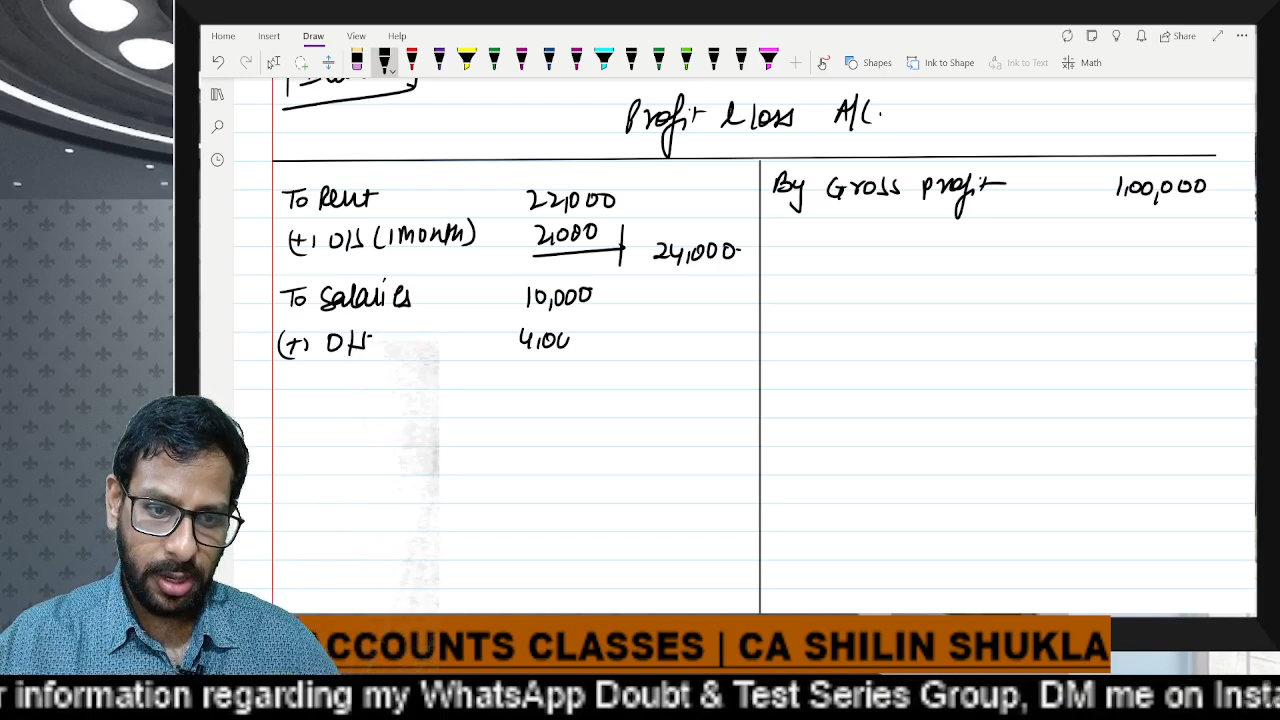 Home Insert Draw View Help
Share
Shapes Ink to Shape Ink to Text Math
Profit & loss A/C.
To Rent 22,000
(+) O/S (1 month) 2,000 24,000
To Salaries 10,000
(+) O/S 4,00
By Gross profit 1,00,000
ACCOUNTS CLASSES | CA SHILIN SHUKLA
r information regarding my WhatsApp Doubt & Test Series Group, DM me on Insta